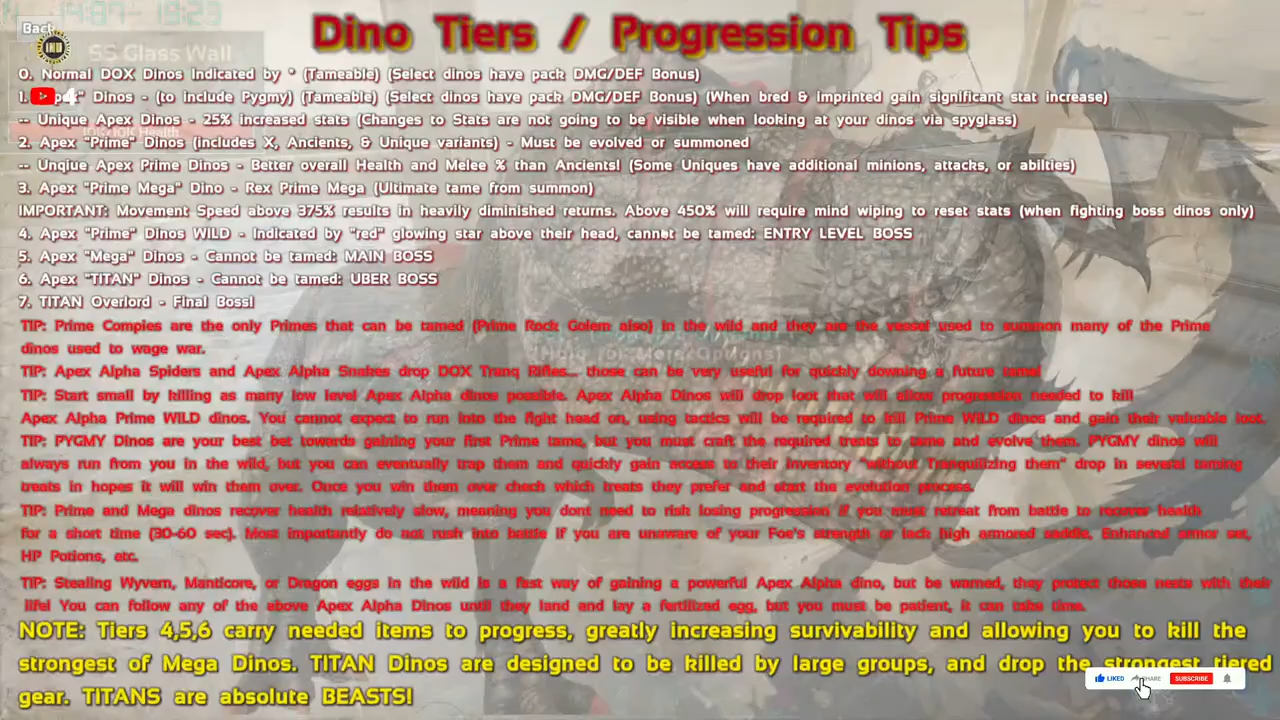 Dino Tiers / Progression Tips
Back
SS Glass Wall
0. Normal DOX Dinos Indicated by * (Tameable) (Select dinos have pack DMG/DEF Bonus)
1. Dinos - (to include Pygmy) (Tameable) (Select dinos have pack DMG/DEF Bonus) (When bred & imprinted gain significant stat increase)
-- Unique Apex Dinos - 25% increased stats (Changes to Stats are not going to be visible when looking at your dinos via spyglass)
2. Apex "Prime" Dinos (includes X, Ancients, & Unique variants) - Must be evolved or summoned
-- Unqiue Apex Prime Dinos - Better overall Health and Melee % than Ancients! (Some Uniques have additional minions, attacks, or abilties)
3. Apex "Prime Mega" Dino - Rex Prime Mega (Ultimate tame from summon)
IMPORTANT: Movement Speed above 375% results in heavily diminished returns. Above 450% will require mind wiping to reset stats (when fighting boss dinos only)
4. Apex "Prime" Dinos WILD - Indicated by "red" glowing star above their head, cannot be tamed: ENTRY LEVEL BOSS
5. Apex "Mega" Dinos - Cannot be tamed: MAIN BOSS
6. Apex "TiTAN" Dinos - Cannot be tamed: UBER BOSS
7. TITAN Overlord - Final Boss!
TIP: Prime Compies are the only Primes that can be tamed (Prime Rock Golem also) in the wild and they are the vessel used to summon many of the Prime
dinos used to wage war.
TIP: Apex Alpha Spiders and Apex Alpha Snakes drop DOX Tranq Rifles... those can be very useful for quickly downing a future tame!
TIP: Start small by killing as many low level Apex Alpha dinos possible. Apex Alpha Dinos will drop loot that will allow progression needed to kill
Apex Alpha Prime WILD dinos. You cannot expect to run into the fight head on, using tactics will be required to kill Prime WILD dinos and gain their valuable loot.
TIP: PYGMY Dinos are your best bet towards gaining your first Prime tame, but you must craft the required treats to tame and evolve them. PYGMY dinos will
always run from you in the wild, but you can eventually trap them and quickly gain access to their inventory "without Tranquilizing them" drop in several taming
treats in hopes it will win them over. Once you win them over check which treats they prefer and start the evolution process.
TIP: Prime and Mega dinos recover health relatively slow, meaning you dont need to risk losing progression if you must retreat from battle to recover health
for a short time (30-60 sec). Most importantly do not rush into battle if you are unaware of your Foe's strength or lack high armored saddle, Enhanced armor set,
HP Potions, etc.
TIP: Stealing Wyvern, Manticore, or Dragon eggs in the wild is a fast way of gaining a powerful Apex Alpha dino, but be warned, they protect those nests with their
life! You can follow any of the above Apex Alpha Dinos until they land and lay a fertilized egg, but you must be patient, it can take time.
NOTE: Tiers 4,5,6 carry needed items to progress, greatly increasing survivability and allowing you to kill the
strongest of Mega Dinos. TITAN Dinos are designed to be killed by large groups, and drop the strongest tiered
gear. TITANS are absolute BEASTS!
LIKED SHARE SUBSCRIBE